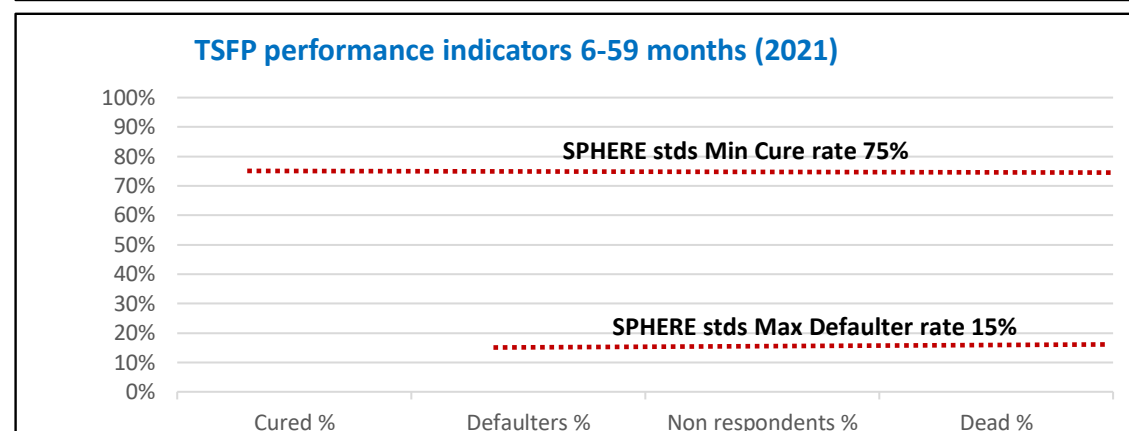 TSFP performance indicators 6-59 months (2021)
100%
90%
80%
70%
60%
50%
40%
30%
20%
10%
0%
SPHERE stds Min Cure rate 75%
SPHERE stds Max Defaulter rate 15%
Cured %
Defaulters %
Non respondents %
Dead %